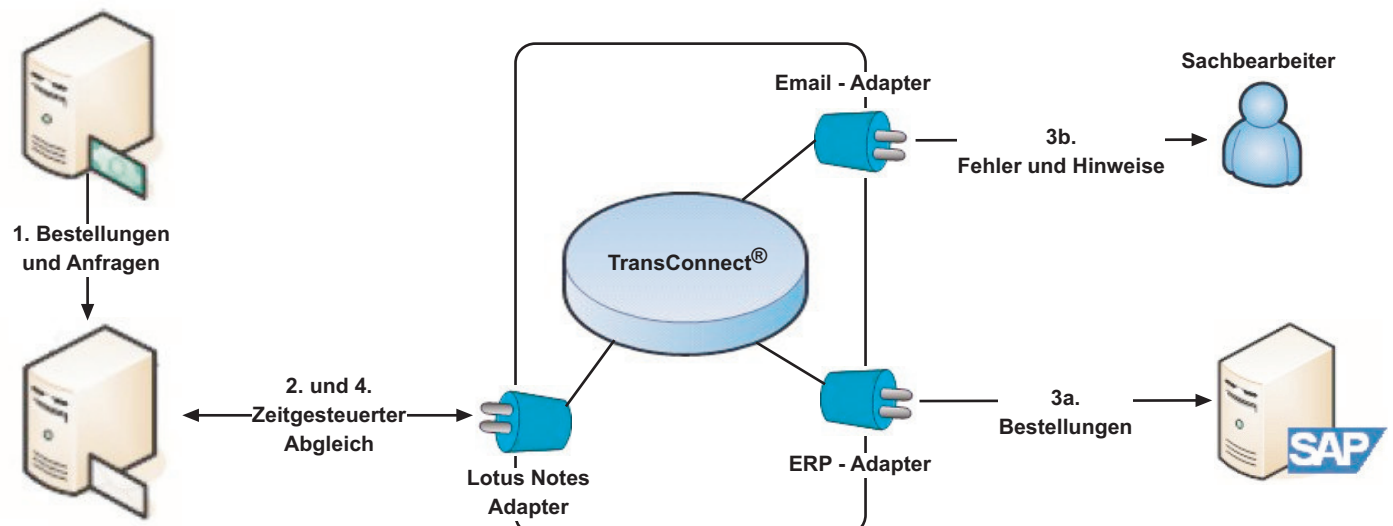 Email - Adapter
Sachbearbeiter
3b.
Fehler und Hinweise
1. Bestellungen
und Anfragen
TransConnect®
2. und 4.
Zeitgesteuerter
Abgleich
Lotus Notes
Adapter
ERP - Adapter
3a.
Bestellungen
SAP